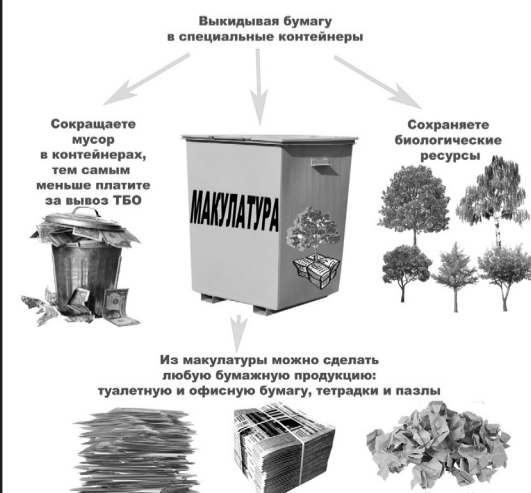 Выкидывая бумагу
в специальные контейнеры
Сокращаете
мусор
в контейнерах,
тем самым
меньше платите
за вывоз ТБО
МАКУЛАТУРА
Сохраняете
биологические
ресурсы
Из макулатуры можно сделать
любую бумажную продукцию:
туалетную и офисную бумагу, тетрадки и пазлы